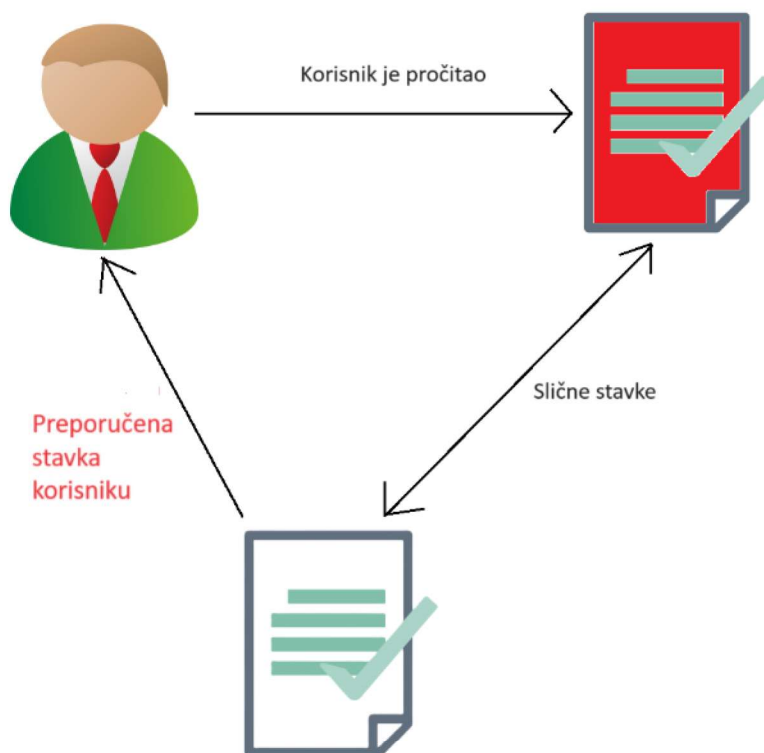 Korisnik je pročitao
Slične stavke
Preporučena
stavka
korisniku